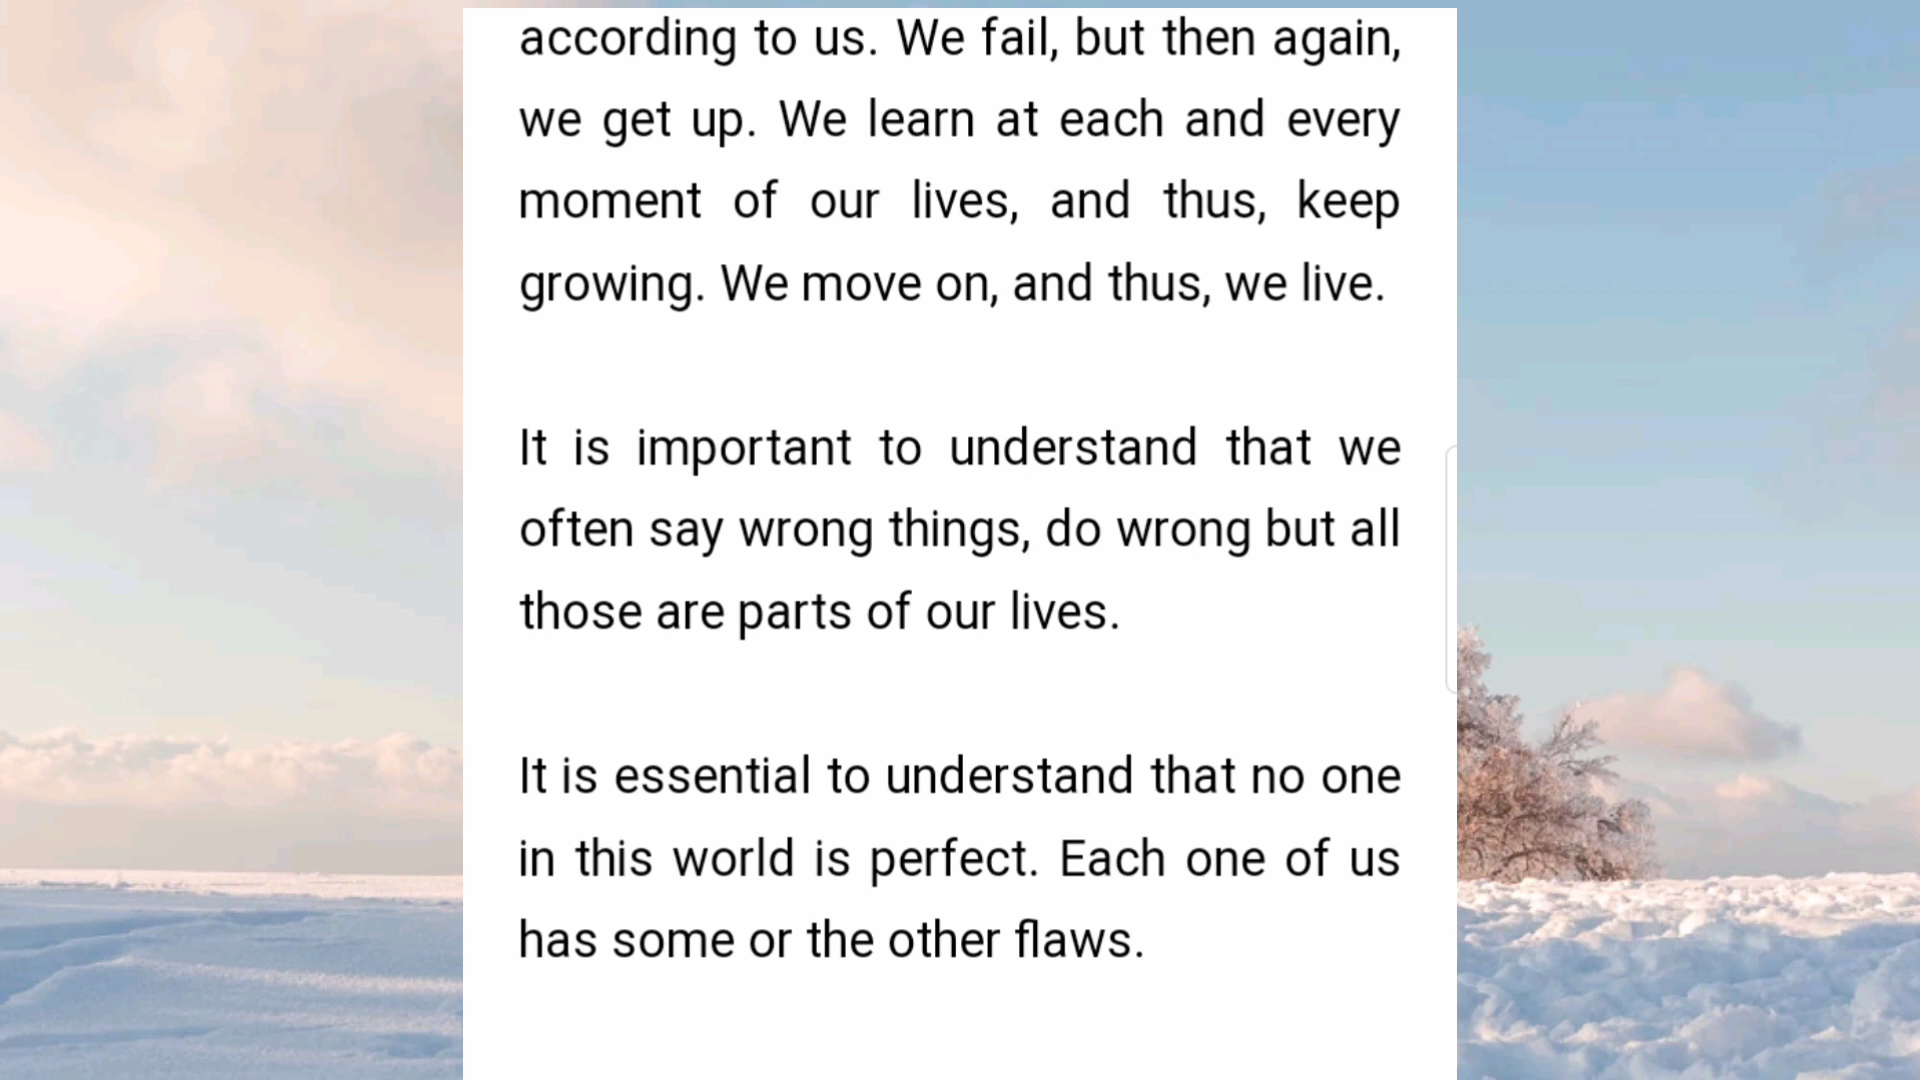 according to us. We fail, but then again,
we get up. We learn at each and every
moment of our lives, and thus, keep
growing. We move on, and thus, we live.
It is important to understand that we
often say wrong things, do wrong but all
those are parts of our lives.
It is essential to understand that no one
in this world is perfect. Each one of us
has some or the other flaws.